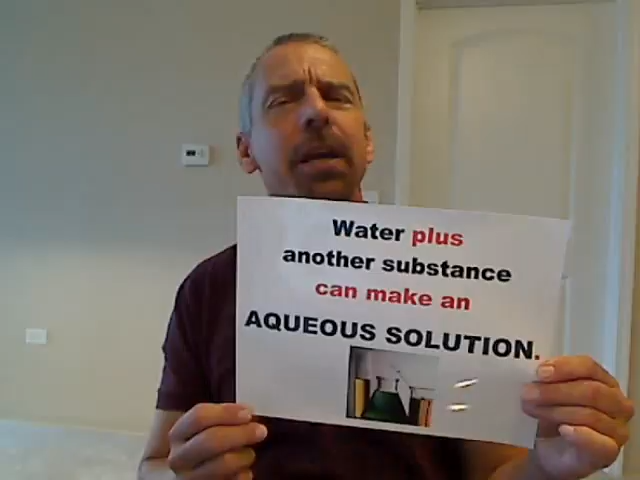 Water plus
another substance
can make an
AQUEOUS SOLUTION.